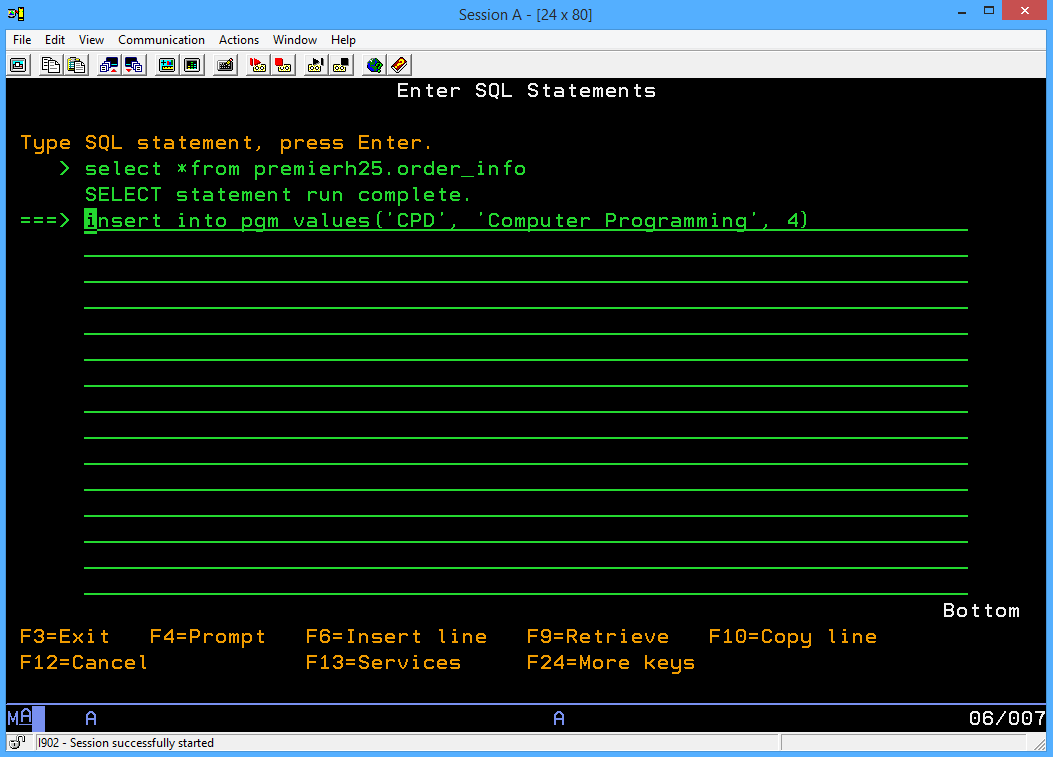 Session A - [24 x 80]
File Edit View Communication Actions Window Help
Enter SQL Statements
Type SQL statement, press Enter.
> select *from premierh25.order_info
SELECT statement run complete.
===> insert into pgm values('CPD', 'Computer Programming', 4)
Bottom
F3=Exit F4=Prompt F6=Insert line F9=Retrieve F10=Copy line
F12=Cancel F13=Services F24=More keys
MA A A 06/007
I902 - Session successfully started